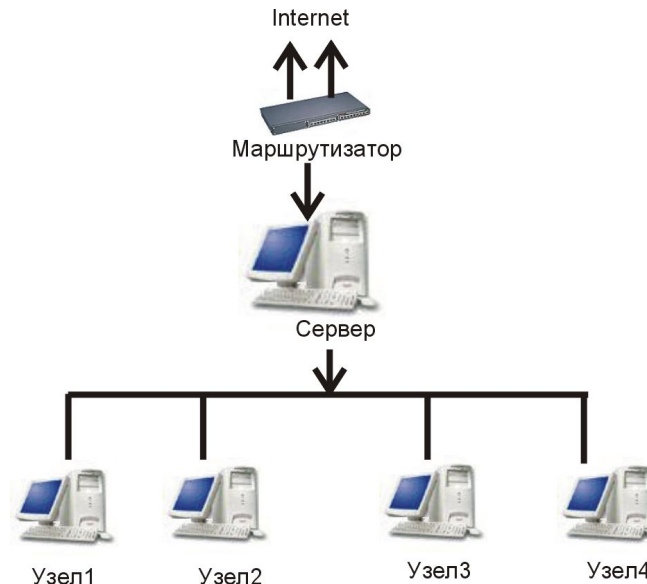 Internet
Маршрутизатор
Сервер
Узел1
Узел2
Узел3
Узел4